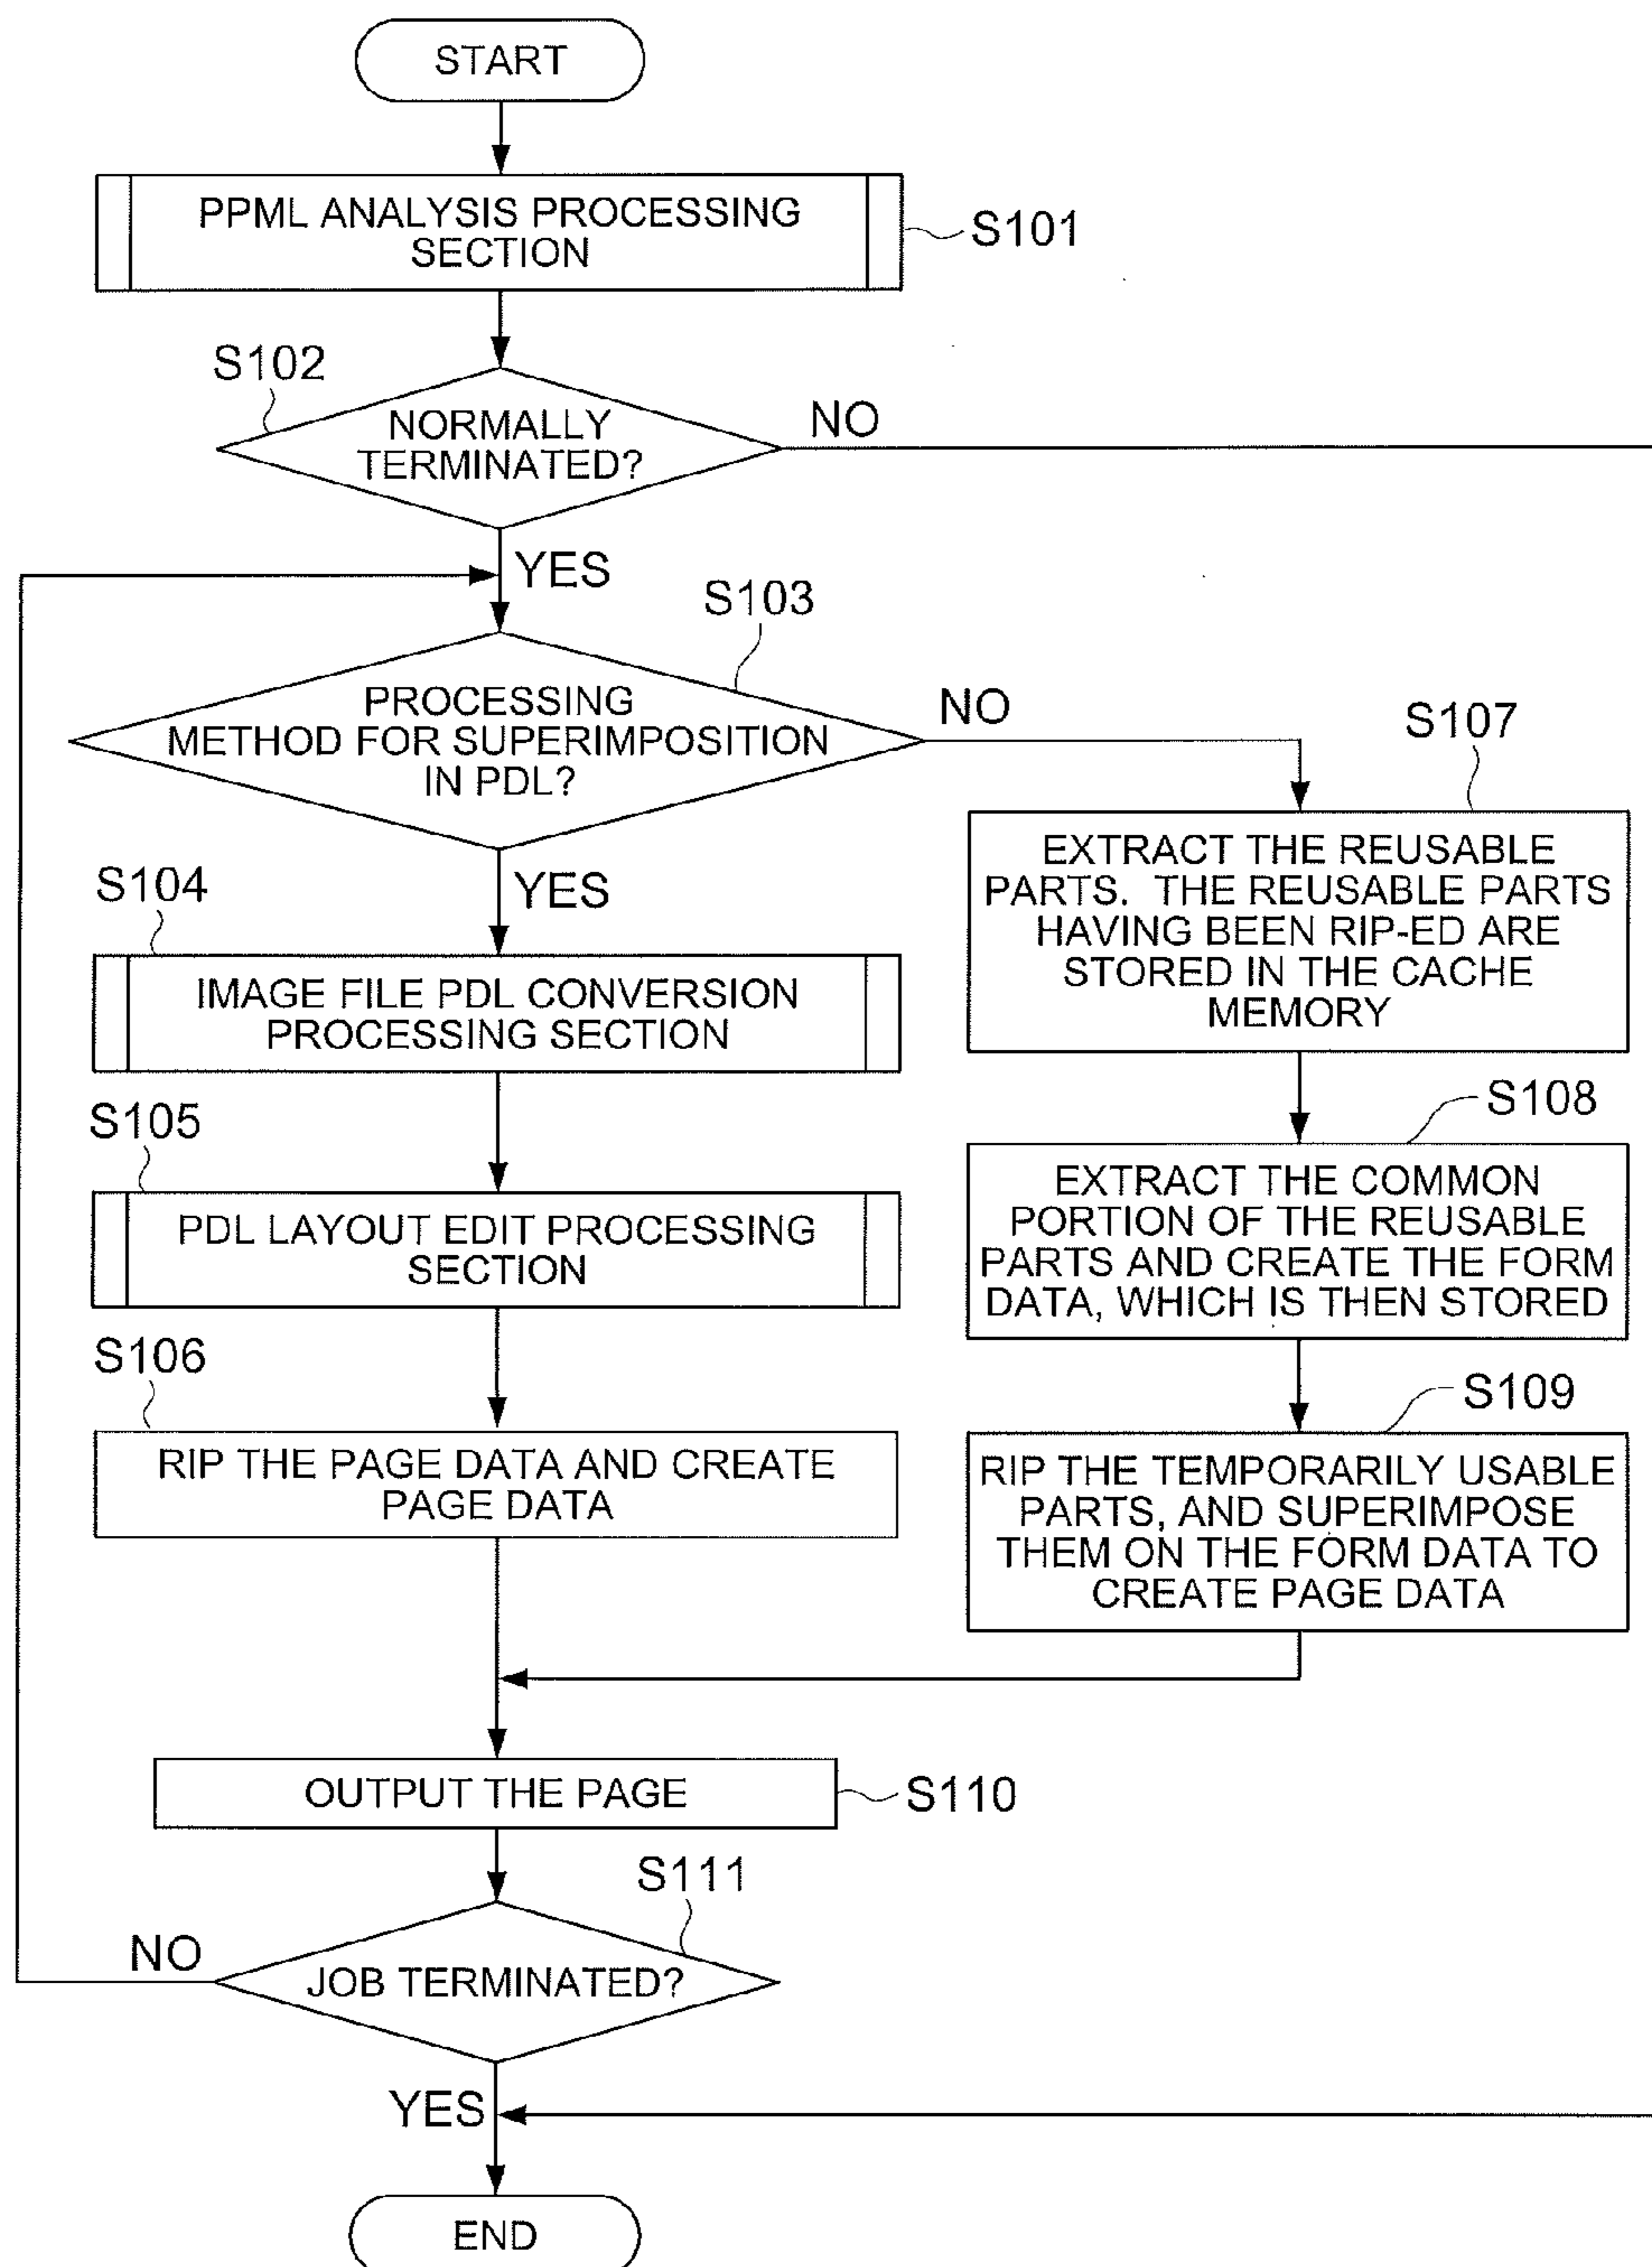 START
PPML ANALYSIS PROCESSING
SECTION
S101
S102
NORMALLY
TERMINATED?
NO
YES
S103
PROCESSING
METHOD FOR SUPERIMPOSITION
IN PDL?
NO
YES
S104
IMAGE FILE PDL CONVERSION
PROCESSING SECTION
S105
PDL LAYOUT EDIT PROCESSING
SECTION
S106
RIP THE PAGE DATA AND CREATE
PAGE DATA
S107
EXTRACT THE REUSABLE
PARTS. THE REUSABLE PARTS
HAVING BEEN RIP-ED ARE
STORED IN THE CACHE
MEMORY
S108
EXTRACT THE COMMON
PORTION OF THE REUSABLE
PARTS AND CREATE THE FORM
DATA, WHICH IS THEN STORED
S109
RIP THE TEMPORARILY USABLE
PARTS, AND SUPERIMPOSE
THEM ON THE FORM DATA TO
CREATE PAGE DATA
OUTPUT THE PAGE
S110
S111
JOB TERMINATED?
NO
YES
END